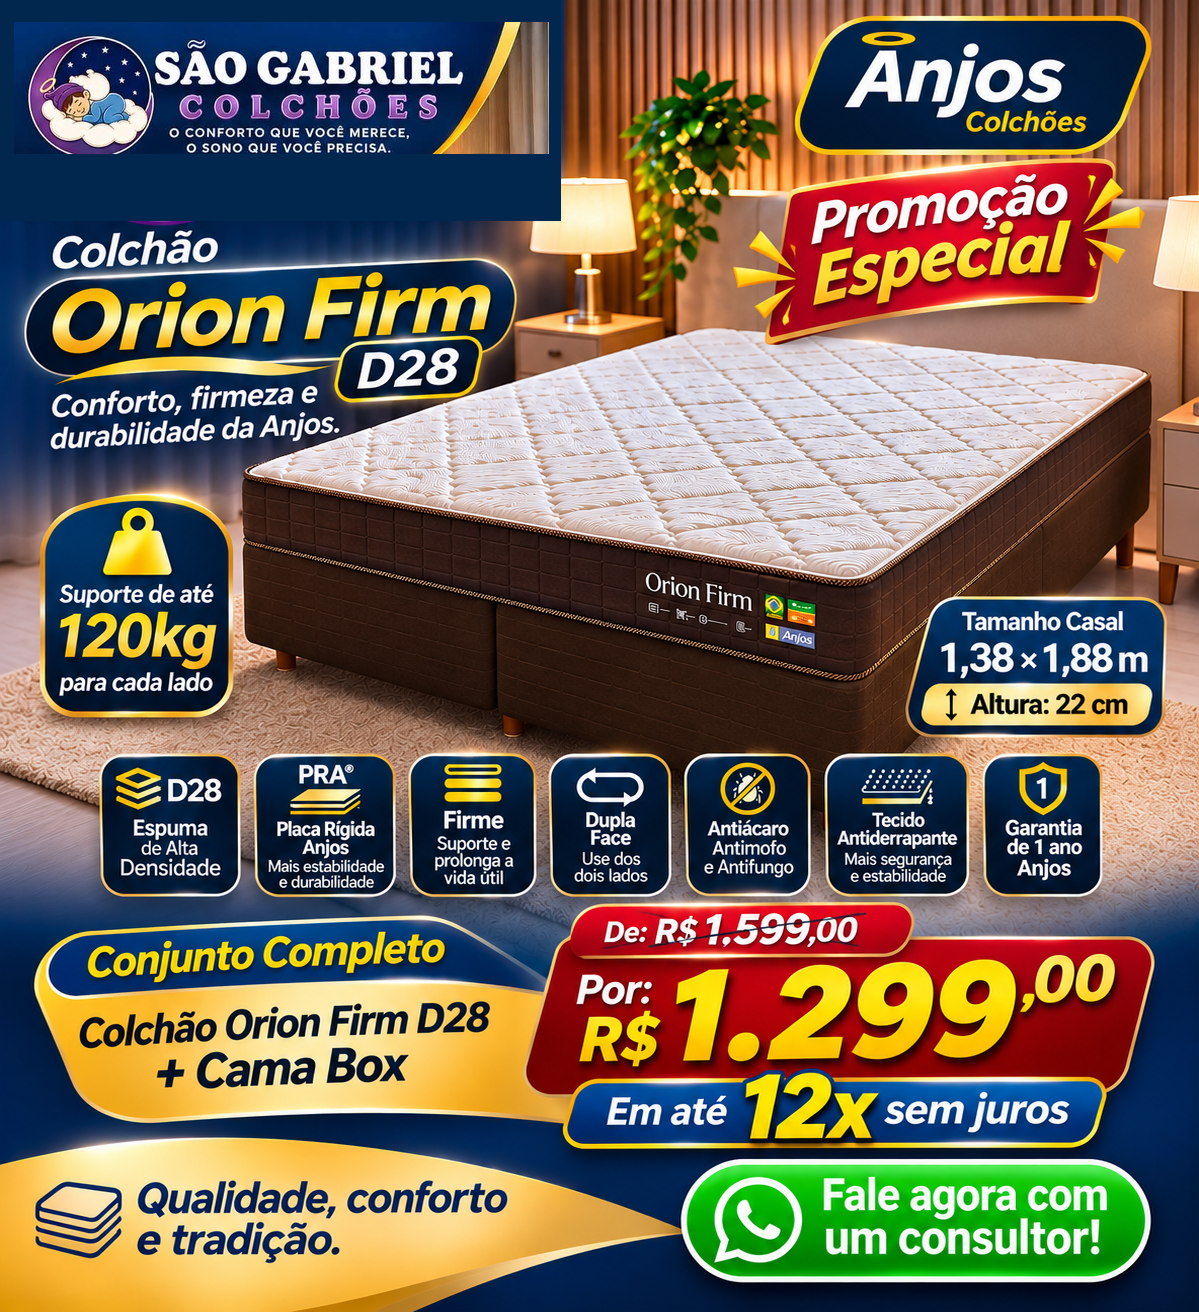 SÃO GABRIEL
COLCHÕES
O CONFORTO QUE VOCÊ MERECE,
O SONO QUE VOCÊ PRECISA.
Anjos
Colchões
Promoção
Especial
Colchão
Orion Firm
D28
Conforto, firmeza e
durabilidade da Anjos.
Suporte de até
120kg
para cada lado
Orion Firm
Anjos
Tamanho Casal
1,38 × 1,88 m
Altura: 22 cm
D28
Espuma
de Alta
Densidade
PRA®
Placa Rígida
Anjos
Mais estabilidade
e durabilidade
Firme
Suporte e
prolonga a
vida útil
Dupla
Face
Use dos
dois lados
Antiácaro
Antimofo
e Antifungo
Tecido
Antiderrapante
Mais segurança
e estabilidade
1
Garantia
de 1 ano
Anjos
Conjunto Completo
Colchão Orion Firm D28
+ Cama Box
De: R$ 1.599,00
Por:
R$ 1.299,00
Em até 12x sem juros
Qualidade, conforto
e tradição.
Fale agora com
um consultor!